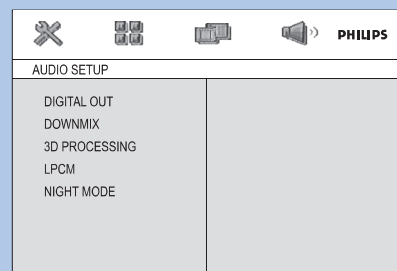 PHILIPS
AUDIO SETUP
DIGITAL OUT
DOWNMIX
3D PROCESSING
LPCM
NIGHT MODE